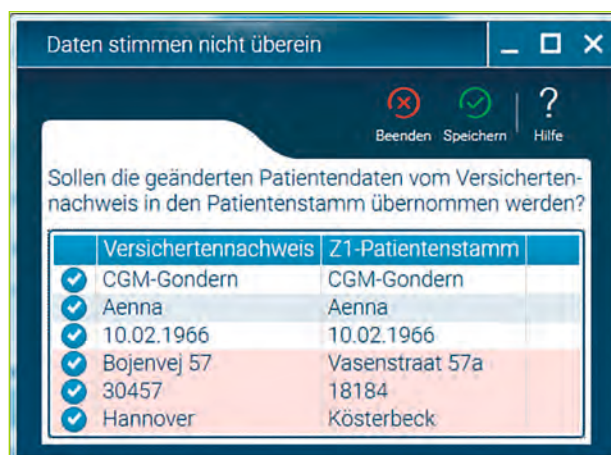 Daten stimmen nicht überein
Beenden Speichern Hilfe
Sollen die geänderten Patientendaten vom Versicherten-
nachweis in den Patientenstamm übernommen werden?
Versichertennachweis Z1-Patientenstamm
CGM-Gondern CGM-Gondern
Aenna Aenna
10.02.1966 10.02.1966
Bojenvej 57 Vasenstraat 57a
30457 18184
Hannover Kösterbeck